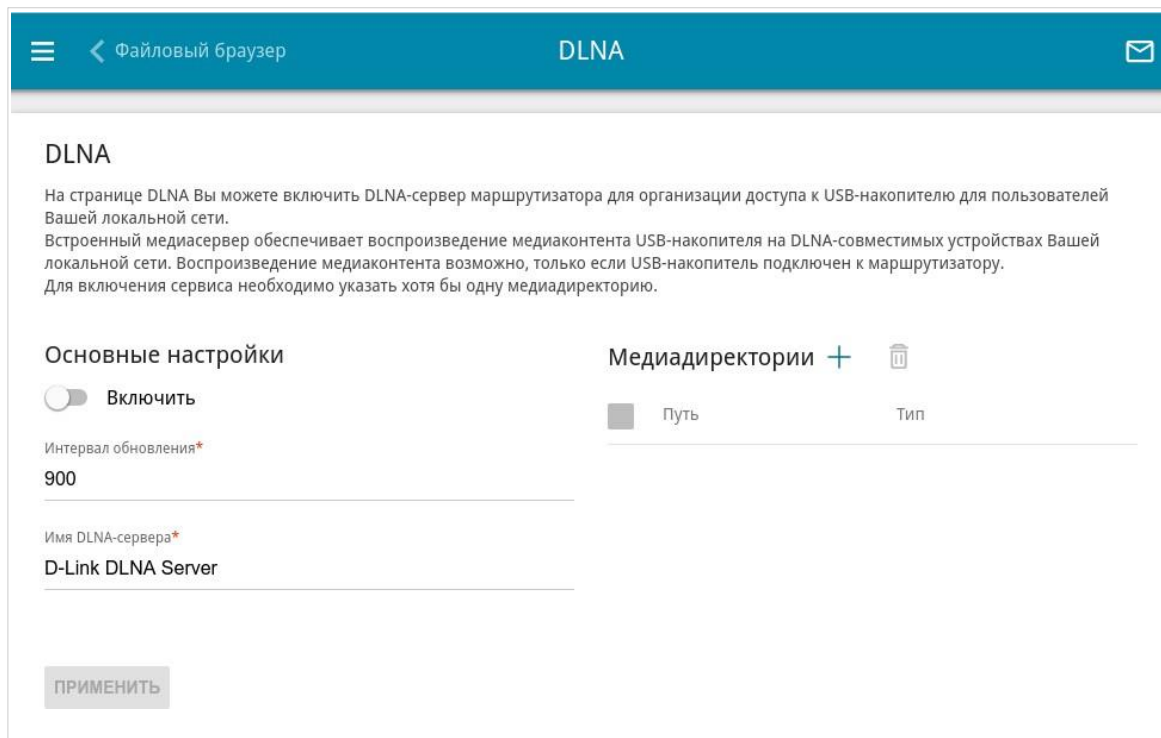 Файловый браузер
DLNA
DLNA
На странице DLNA Вы можете включить DLNA-сервер маршрутизатора для организации доступа к USB-накопителю для пользователей
Вашей локальной сети.
Встроенный медиасервер обеспечивает воспроизведение медиаконтента USB-накопителя на DLNA-совместимых устройствах Вашей
локальной сети. Воспроизведение медиаконтента возможно, только если USB-накопитель подключен к маршрутизатору.
Для включения сервиса необходимо указать хотя бы одну медиадиректорию.
Основные настройки
Включить
Интервал обновления*
900
Имя DLNA-сервера*
D-Link DLNA Server
ПРИМЕНИТЬ
Медиадиректории
Путь Тип